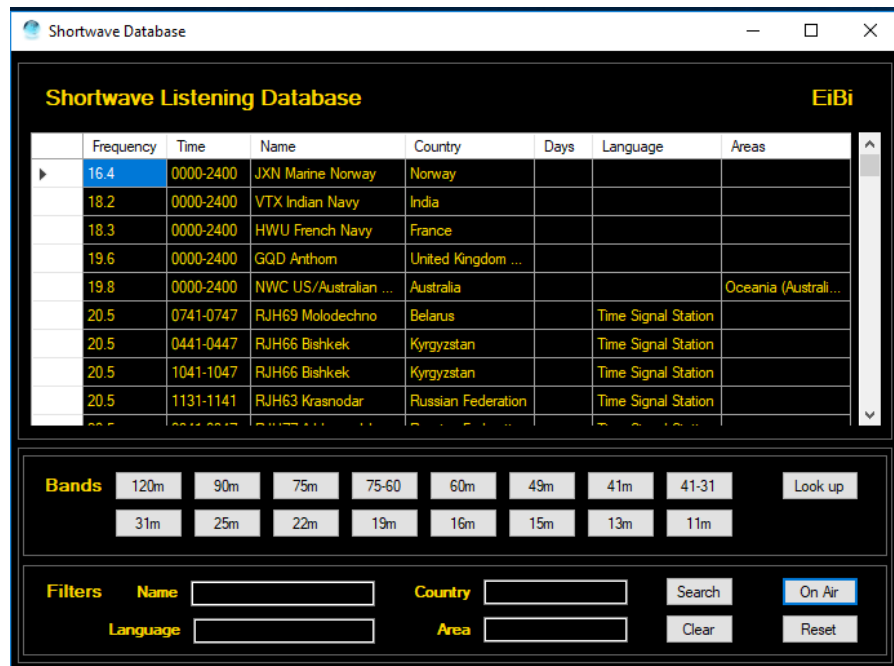 Shortwave Database
Shortwave Listening Database EiBi
Frequency Time Name Country Days Language Areas
16.4 0000-2400 JXN Marine Norway Norway
18.2 0000-2400 VTX Indian Navy India
18.3 0000-2400 HWU French Navy France
19.6 0000-2400 GQD Anthorn United Kingdom ...
19.8 0000-2400 NWC US/Australian ... Australia Oceania (Australi...
20.5 0741-0747 RJH69 Molodechno Belarus Time Signal Station
20.5 0441-0447 RJH66 Bishkek Kyrgyzstan Time Signal Station
20.5 1041-1047 RJH66 Bishkek Kyrgyzstan Time Signal Station
20.5 1131-1141 RJH63 Krasnodar Russian Federation Time Signal Station
Bands 120m 90m 75m 75-60 60m 49m 41m 41-31 Look up
31m 25m 22m 19m 16m 15m 13m 11m
Filters Name Country Search On Air
Language Area Clear Reset